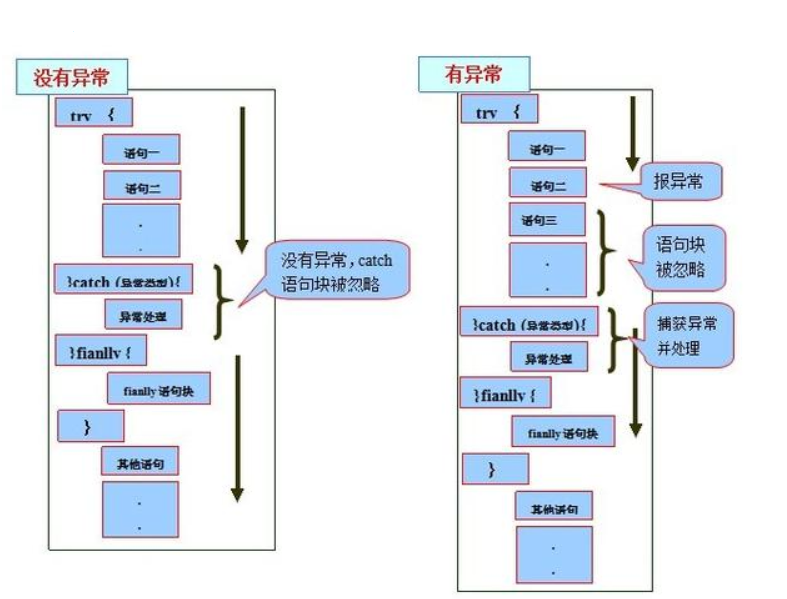 没有异常
try {
语句一
语句二
.
.
}catch (异常类型){
异常处理
}fianlly {
fianlly 语句块
}
其他语句
.
.
没有异常,catch
语句块被忽略
有异常
try {
语句一
语句二
语句三
.
.
}catch (异常类型){
异常处理
}fianlly {
fianlly 语句块
}
其他语句
.
.
报异常
语句块
被忽略
捕获异常
并处理